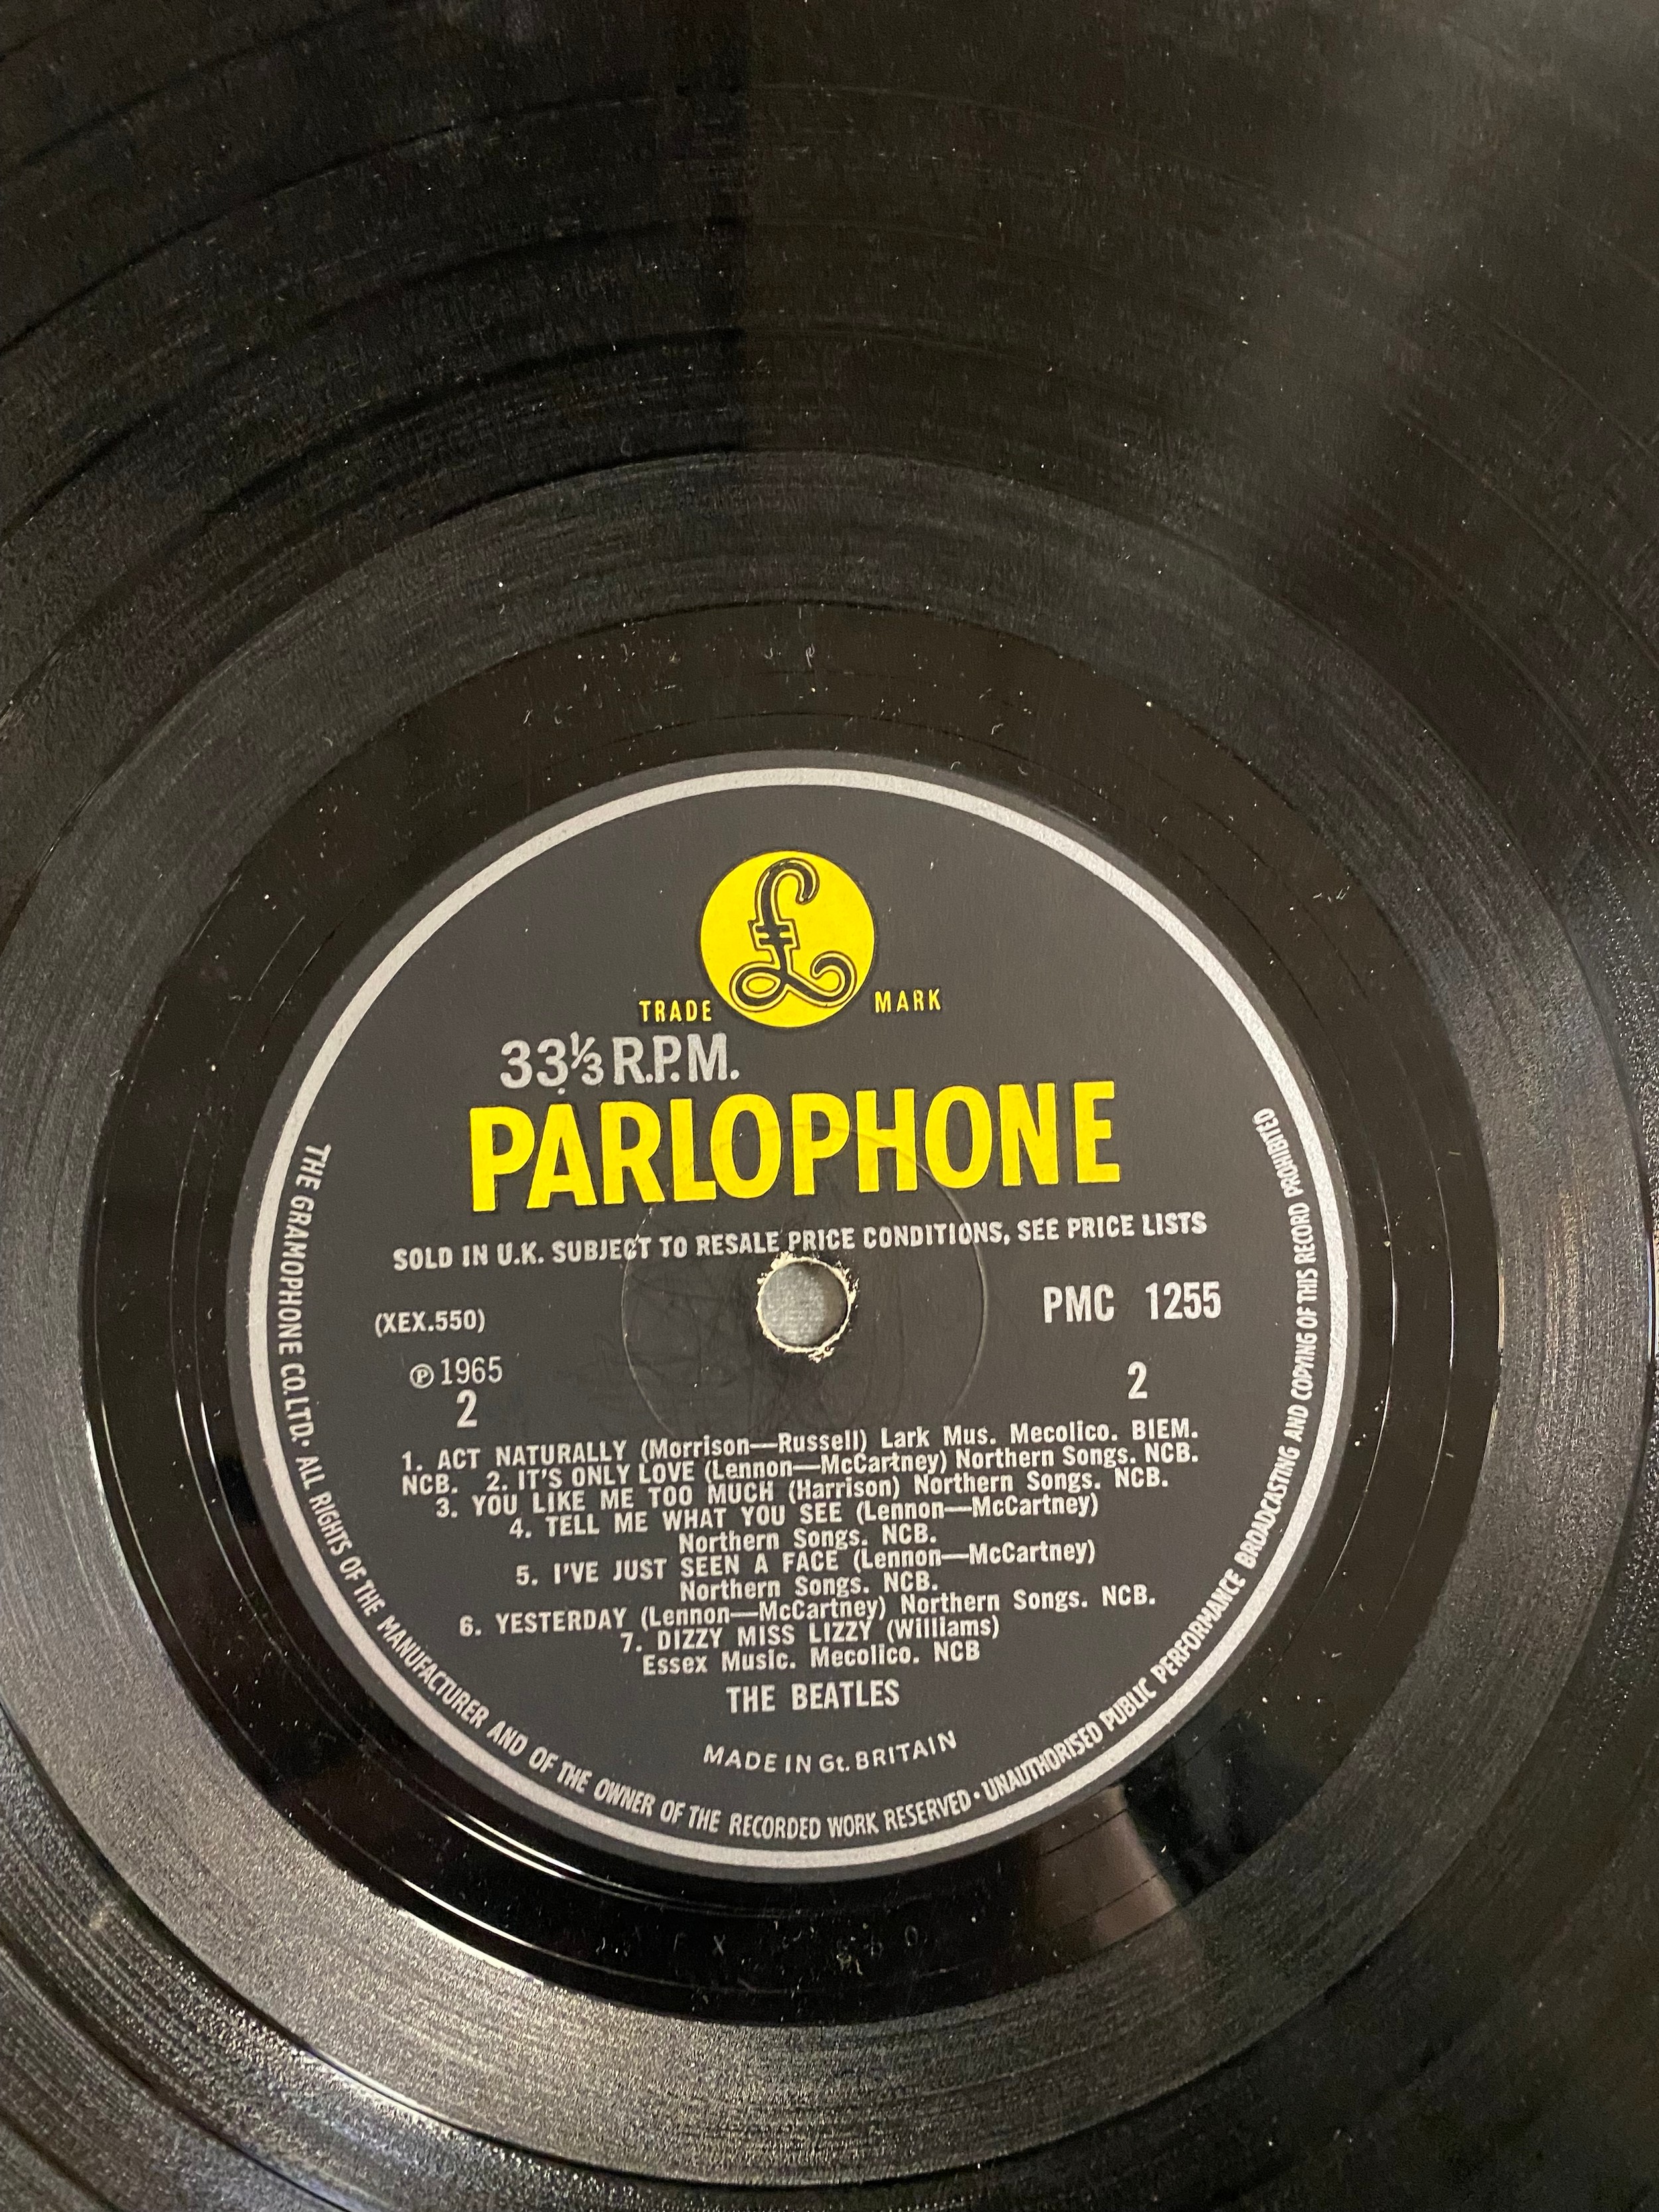 TRADE MARK
33⅓ R.P.M.
PARLOPHONE
SOLD IN U.K. SUBJECT TO RESALE PRICE CONDITIONS, SEE PRICE LISTS
(XEX.550)
PMC 1255
℗ 1965
2
2
1. ACT NATURALLY (Morrison—Russell) Lark Mus. Mecolico. BIEM.
NCB. 2. IT'S ONLY LOVE (Lennon—McCartney) Northern Songs. NCB.
3. YOU LIKE ME TOO MUCH (Harrison) Northern Songs. NCB.
4. TELL ME WHAT YOU SEE (Lennon—McCartney)
Northern Songs. NCB.
5. I'VE JUST SEEN A FACE (Lennon—McCartney)
Northern Songs. NCB.
6. YESTERDAY (Lennon—McCartney) Northern Songs. NCB.
7. DIZZY MISS LIZZY (Williams)
Essex Music. Mecolico. NCB
THE BEATLES
MADE IN Gt. BRITAIN
THE GRAMOPHONE CO. LTD. • ALL RIGHTS OF THE MANUFACTURER AND OF THE OWNER OF THE RECORDED WORK RESERVED • UNAUTHORISED PUBLIC PERFORMANCE BROADCASTING AND COPYING OF THIS RECORD PROHIBITED